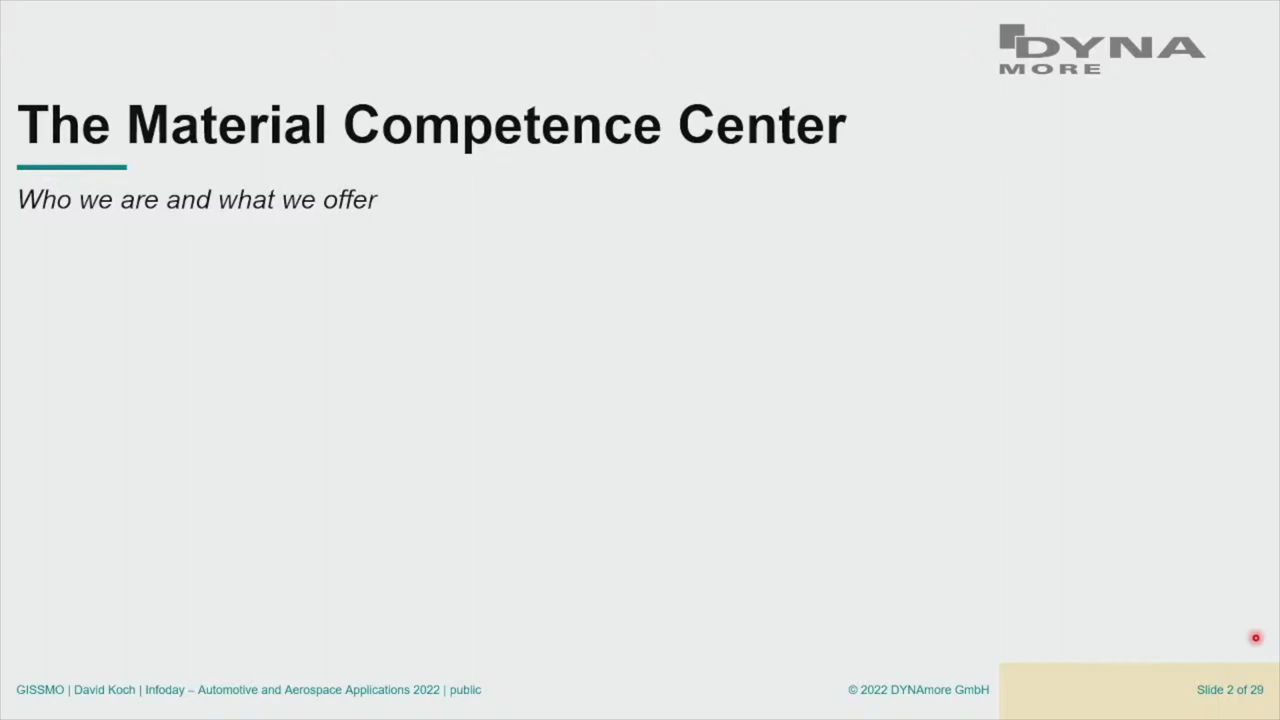 DYNA
MORE
The Material Competence Center
Who we are and what we offer
GISSMO | David Koch | Infoday – Automotive and Aerospace Applications 2022 | public
© 2022 DYNAmore GmbH
Slide 2 of 29